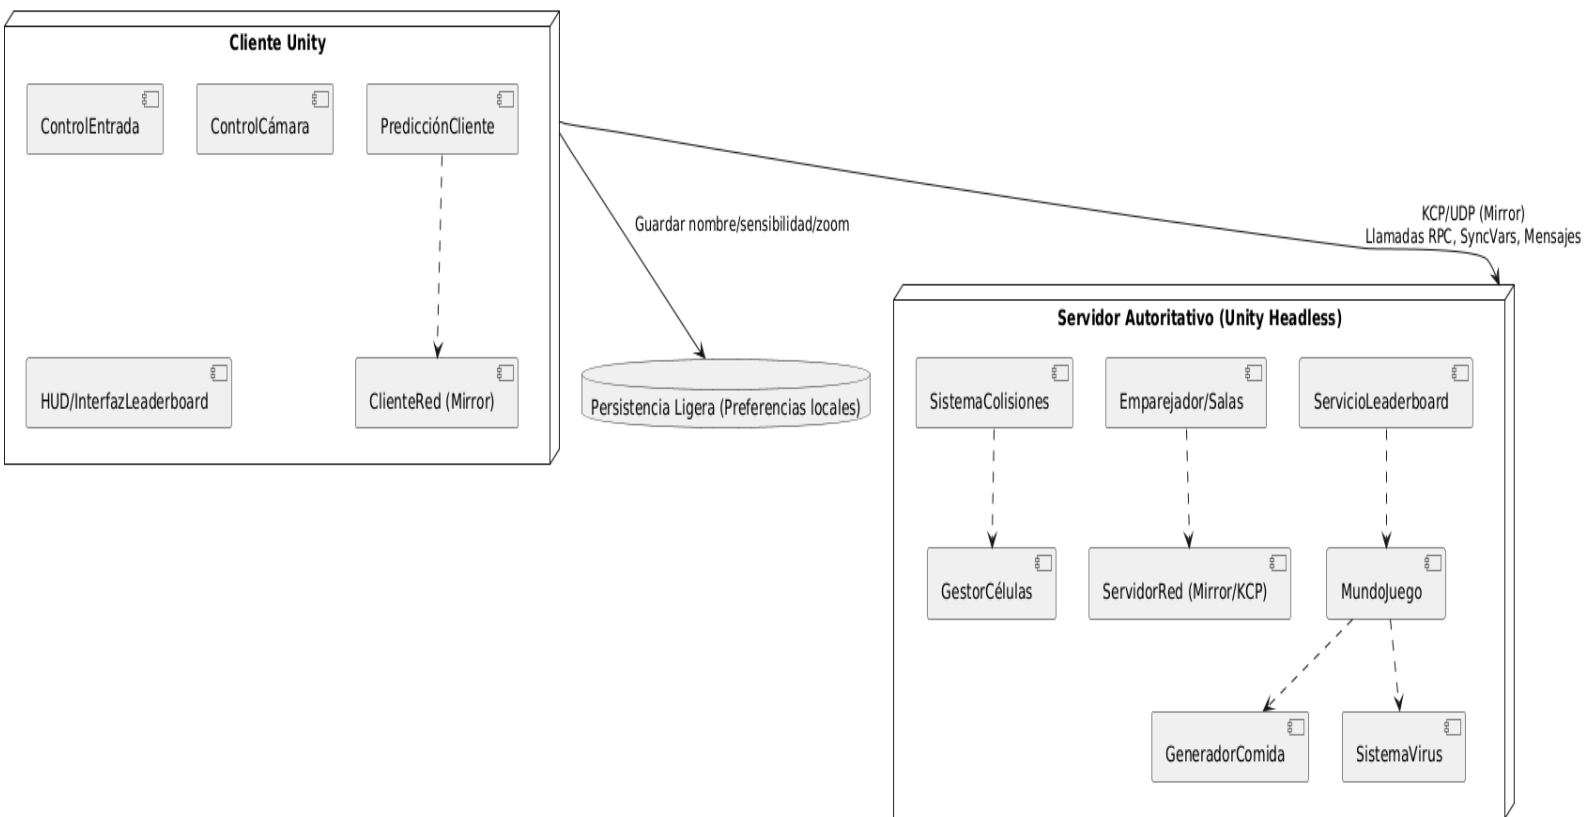 Cliente Unity
ControlEntrada
ControlCámara
PredicciónCliente
HUD/InterfazLeaderboard
ClienteRed (Mirror)
Guardar nombre/sensibilidad/zoom
KCP/UDP (Mirror)
Llamadas RPC, SyncVars, Mensajes
Persistencia Ligera (Preferencias locales)
Servidor Autoritativo (Unity Headless)
SistemaColisiones
Emparejador/Salas
ServicioLeaderboard
GestorCélulas
ServidorRed (Mirror/KCP)
MundoJuego
GeneradorComida
SistemaVirus